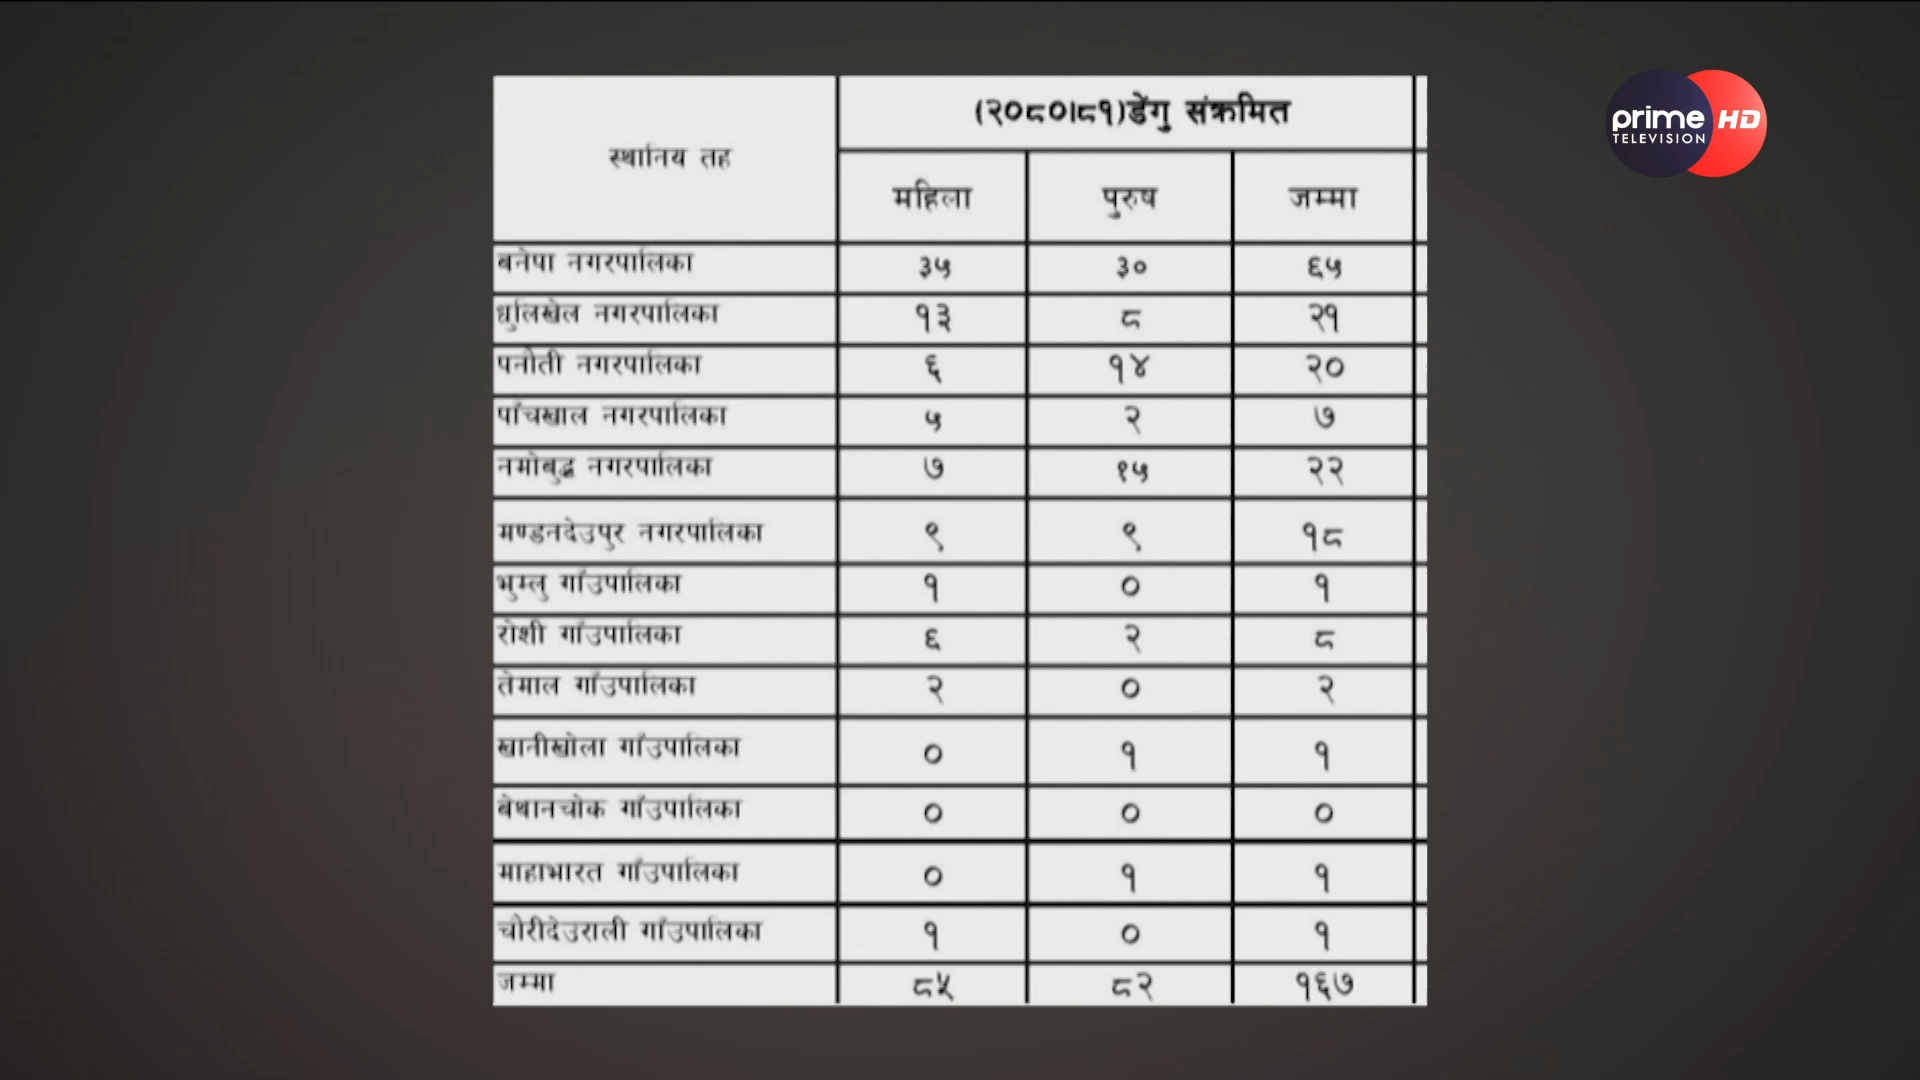 (२०८०।८१)डेंगु संक्रमित
स्थानिय तह
महिला पुरुष जम्मा
बनेपा नगरपालिका ३५ ३० ६५
धुलिखेल नगरपालिका १३ ८ २१
पनौती नगरपालिका ६ १४ २०
पाँचखाल नगरपालिका ५ २ ७
नमोबुद्ध नगरपालिका ७ १५ २२
मण्डनदेउपुर नगरपालिका ९ ९ १८
भुम्लु गाँउपालिका १ ० १
रोशी गाँउपालिका ६ २ ८
तेमाल गाँउपालिका २ ० २
खानीखोला गाँउपालिका ० १ १
बेथानचोक गाँउपालिका ० ० ०
माहाभारत गाँउपालिका ० १ १
चौरीदेउराली गाँउपालिका १ ० १
जम्मा ८५ ८२ १६७
prime HD
TELEVISION